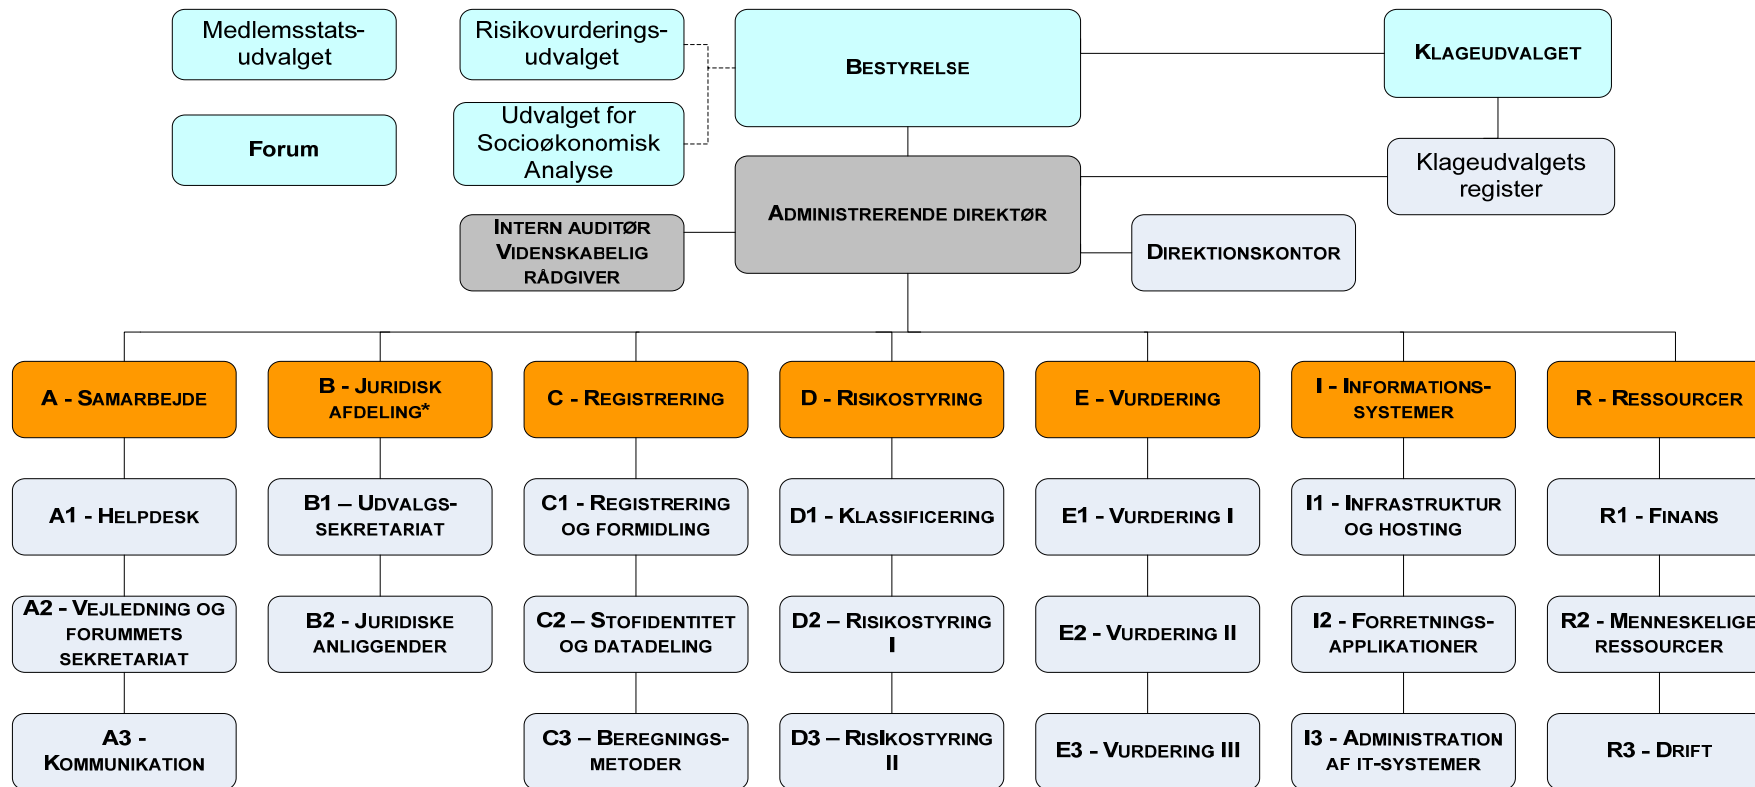 Medlemsstats-
udvalget
Risikovurderings-
udvalget
BESTYRELSE
KLAGEUDVALGET
Forum
Udvalget for
Socioøkonomisk
Analyse
Klageudvalgets
register
ADMINISTRERENDE DIREKTØR
INTERN AUDITØR
VIDENSKABELIG
RÅDGIVER
DIREKTIONSKONTOR
A - SAMARBEJDE
B - JURIDISK
AFDELING*
C - REGISTRERING
D - RISIKOSTYRING
E - VURDERING
I - INFORMATIONS-
SYSTEMER
R - RESSOURCER
A1 - HELPDESK
B1 – UDVALGS-
SEKRETARIAT
C1 - REGISTRERING
OG FORMIDLING
D1 - KLASSIFICERING
E1 - VURDERING I
I1 - INFRASTRUKTUR
OG HOSTING
R1 - FINANS
A2 - VEJLEDNING OG
FORUMMETS
SEKRETARIAT
B2 - JURIDISKE
ANLIGGENDER
C2 – STOFIDENTITET
OG DATADELING
D2 – RISIKOSTYRING
I
E2 - VURDERING II
I2 - FORRETNINGS-
APPLIKATIONER
R2 - MENNESKELIGE
RESSOURCER
A3 -
KOMMUNIKATION
C3 – BEREGNINGS-
METODER
D3 – RISIKOSTYRING
II
E3 - VURDERING III
I3 - ADMINISTRATION
AF IT-SYSTEMER
R3 - DRIFT